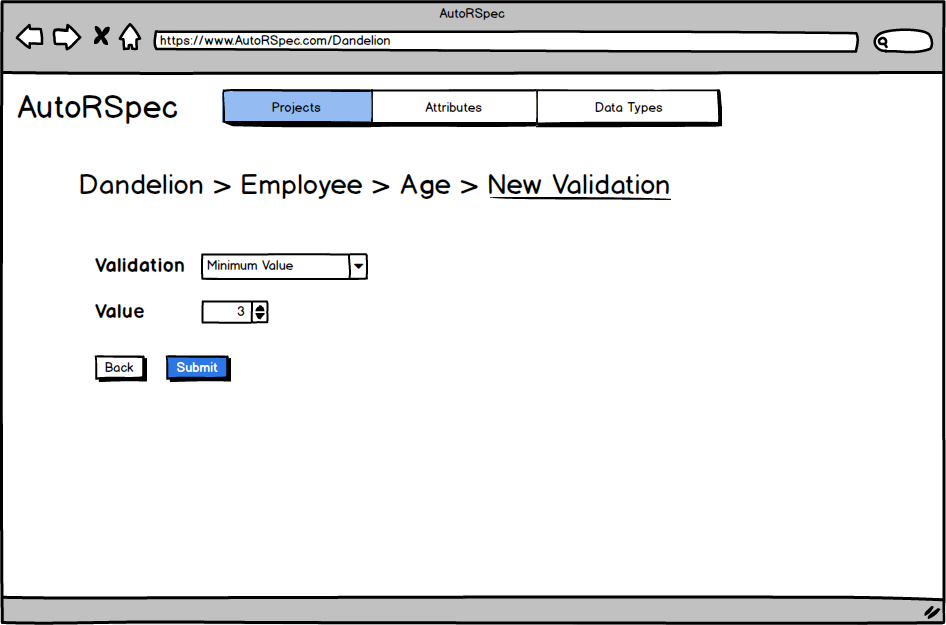 AutoRSpec
https://www.AutoRSpec.com/Dandelion
AutoRSpec
Projects Attributes Data Types
Dandelion > Employee > Age > New Validation
Validation Minimum Value
Value 3
Back Submit